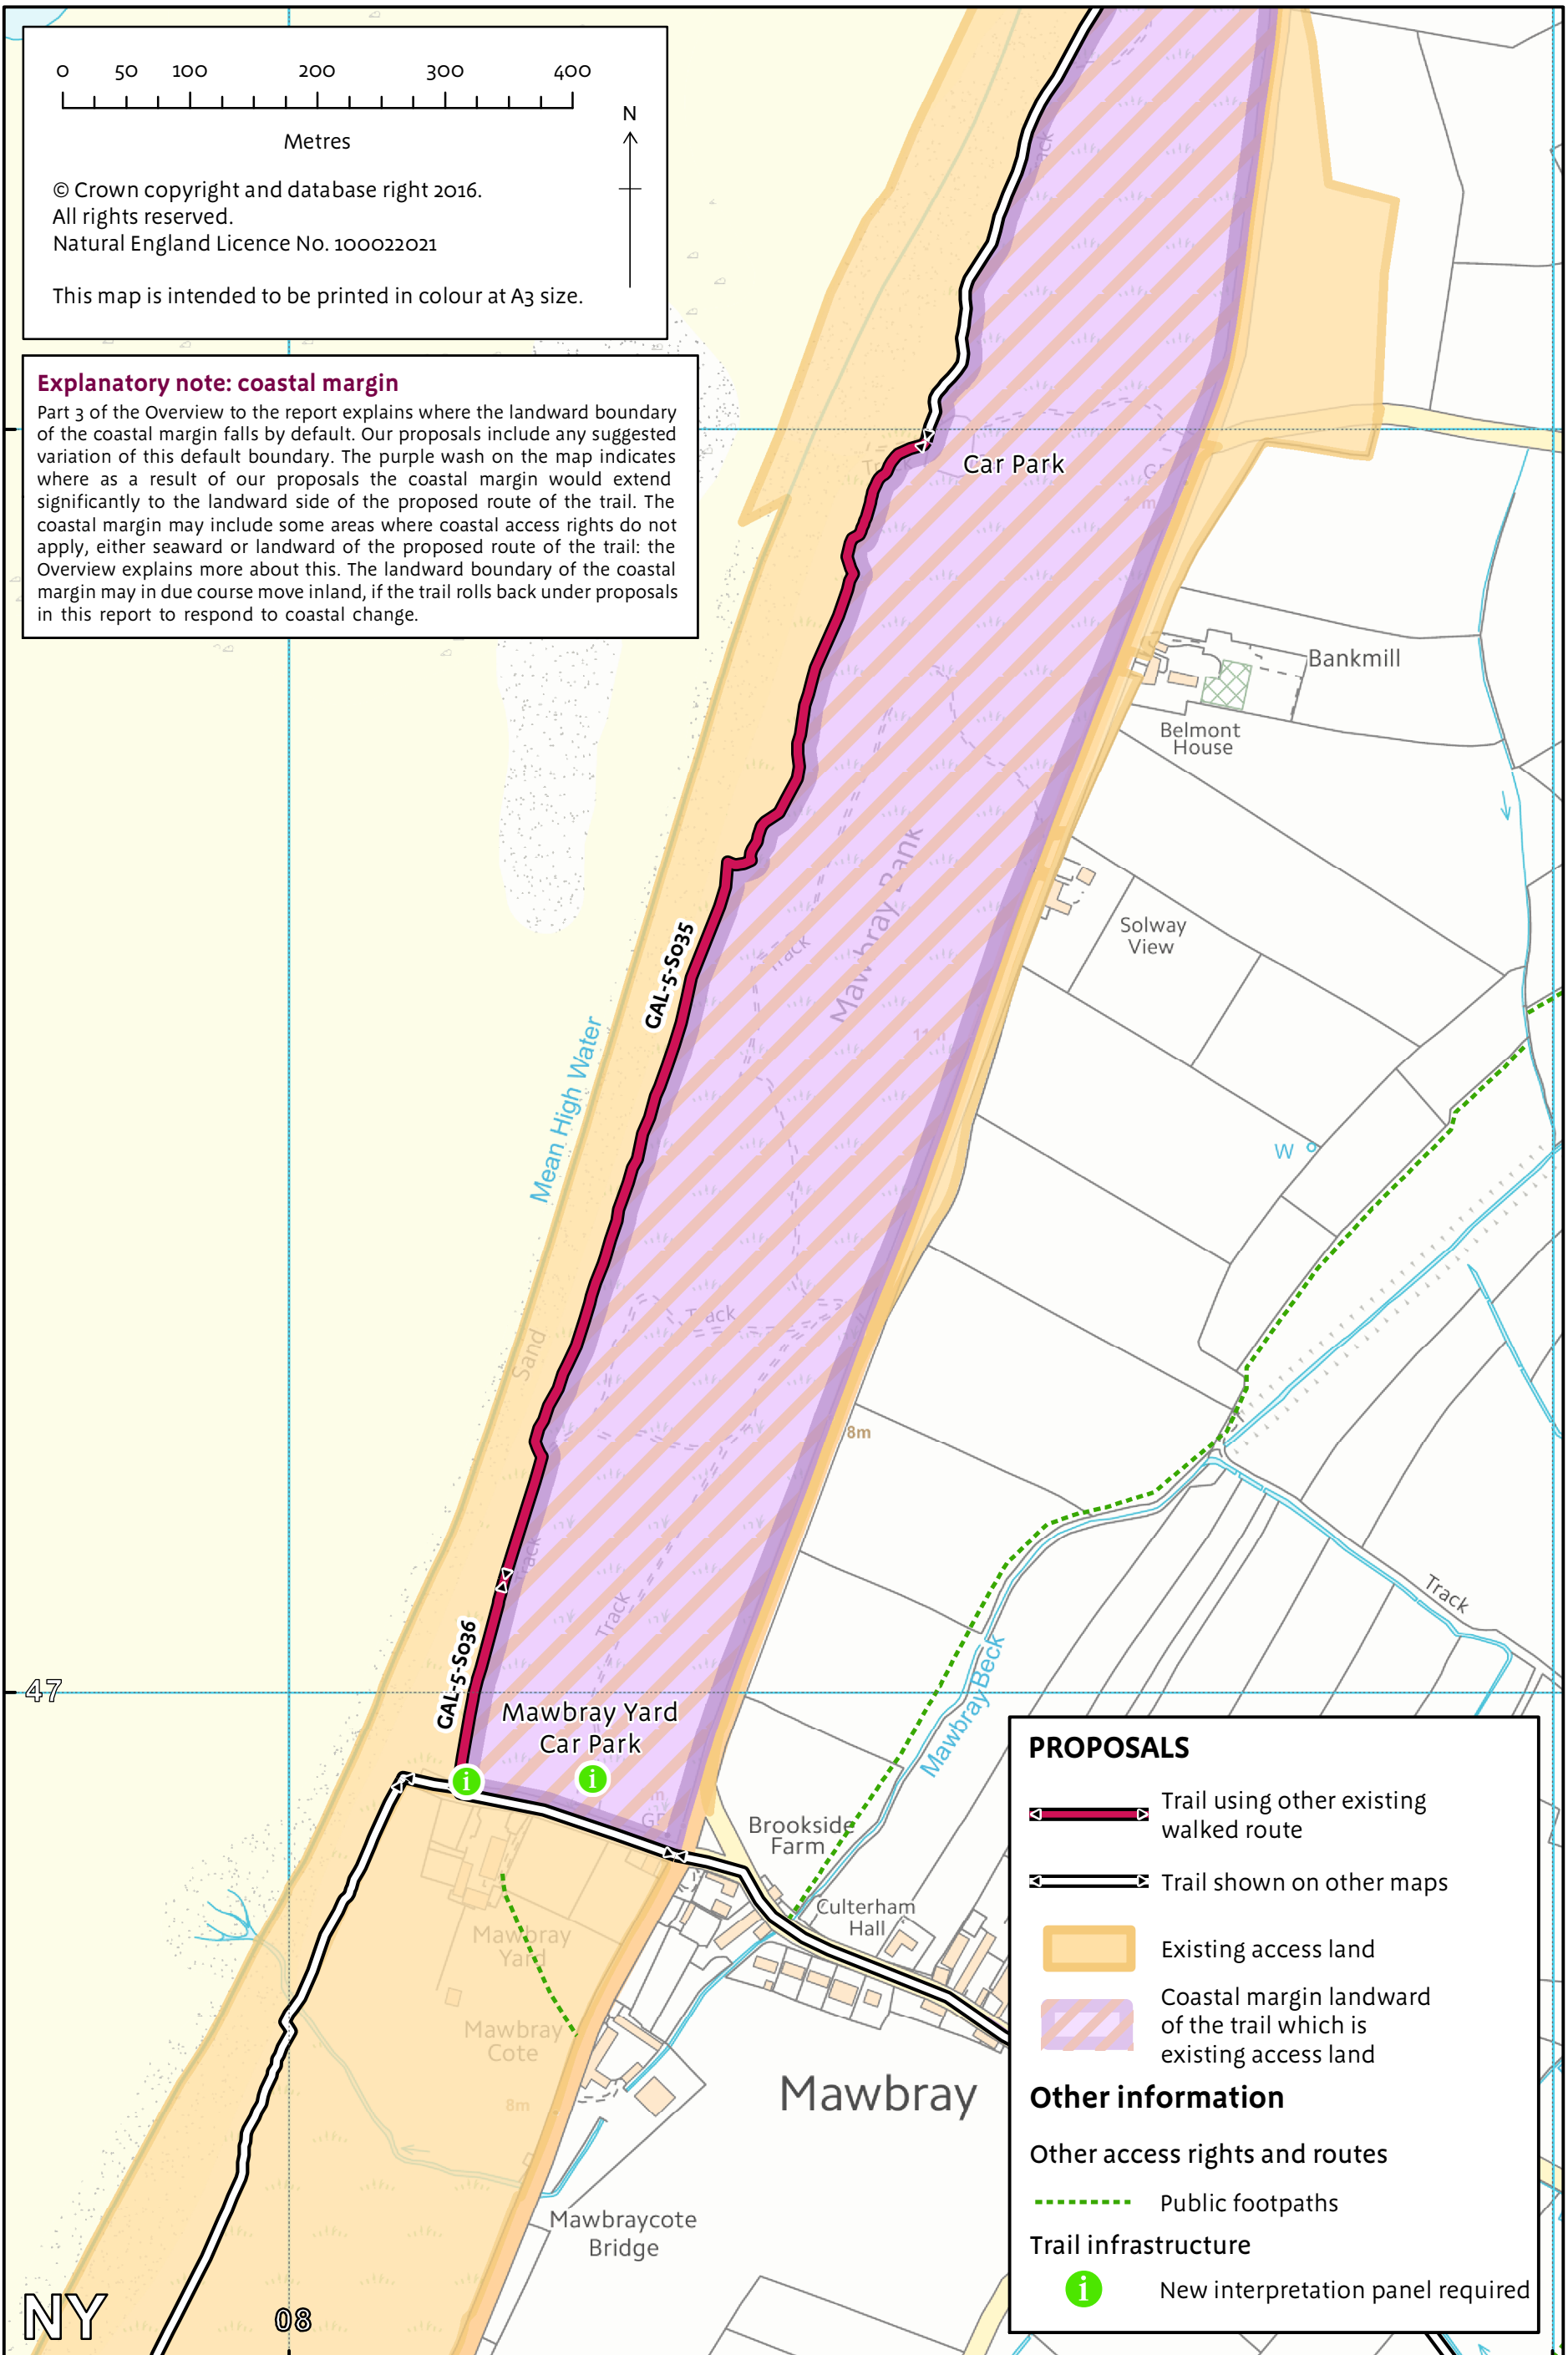 0 50 100 200 300 400
Metres
N
© Crown copyright and database right 2016.
All rights reserved.
Natural England Licence No. 100022021
This map is intended to be printed in colour at A3 size.
Explanatory note: coastal margin
Part 3 of the Overview to the report explains where the landward boundary
of the coastal margin falls by default. Our proposals include any suggested
variation of this default boundary. The purple wash on the map indicates
where as a result of our proposals the coastal margin would extend
significantly to the landward side of the proposed route of the trail. The
coastal margin may include some areas where coastal access rights do not
apply, either seaward or landward of the proposed route of the trail: the
Overview explains more about this. The landward boundary of the coastal
margin may in due course move inland, if the trail rolls back under proposals
in this report to respond to coastal change.
Track
Car Park
Bankmill
Belmont
House
Solway
View
Mawbray Bank
Track
11m
GAL-5-S035
Mean High Water
W
Track
Sand
8m
Track
Track
Track
GAL-5-S036
47
Mawbray Yard
Car Park
i
i
Mawbray Beck
Brookside
Farm
Culterham
Hall
Mawbray
Yard
Mawbray
Cote
8m
Mawbray
Mawbraycote
Bridge
NY
08
PROPOSALS
Trail using other existing
walked route
Trail shown on other maps
Existing access land
Coastal margin landward
of the trail which is
existing access land
Other information
Other access rights and routes
Public footpaths
Trail infrastructure
i
New interpretation panel required